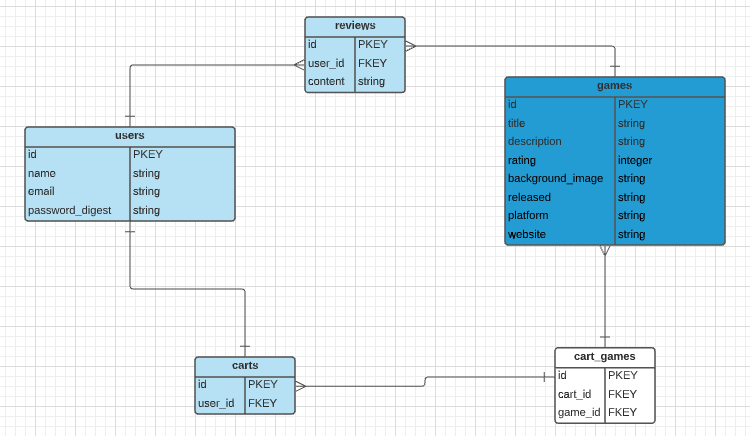 reviews
id PKEY
user_id FKEY
content string
games
id PKEY
title string
description string
rating integer
background_image string
released string
platform string
website string
users
id PKEY
name string
email string
password_digest string
carts
id PKEY
user_id FKEY
cart_games
id PKEY
cart_id FKEY
game_id FKEY